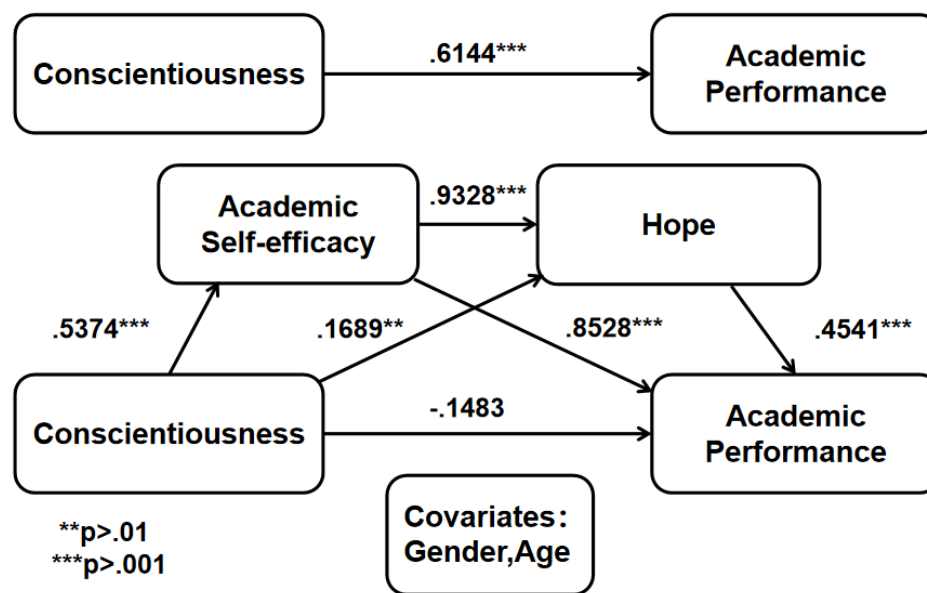 Conscientiousness
.6144***
Academic
Performance
Academic
Self-efficacy
.9328***
Hope
.5374***
.1689**
.8528***
.4541***
Conscientiousness
-.1483
Academic
Performance
**p>.01
***p>.001
Covariates:
Gender,Age